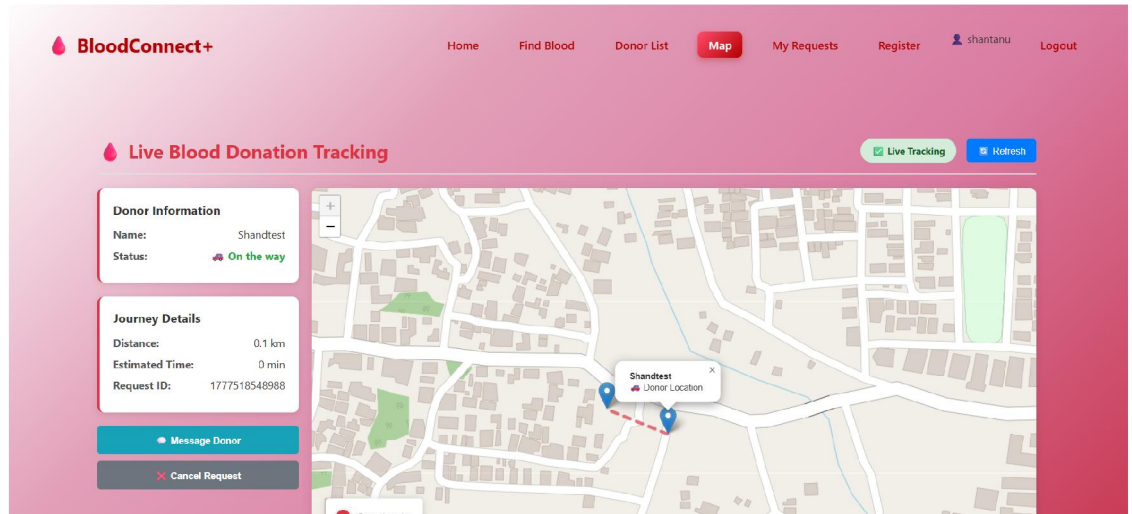 BloodConnect+
Home Find Blood Donor List Map My Requests Register shantanu Logout
Live Blood Donation Tracking
Live Tracking Refresh
Donor Information
Name: Shandtest
Status: On the way
Journey Details
Distance: 0.1 km
Estimated Time: 0 min
Request ID: 1777518548988
Message Donor
Cancel Request
+
−
Shandtest ×
Donor Location